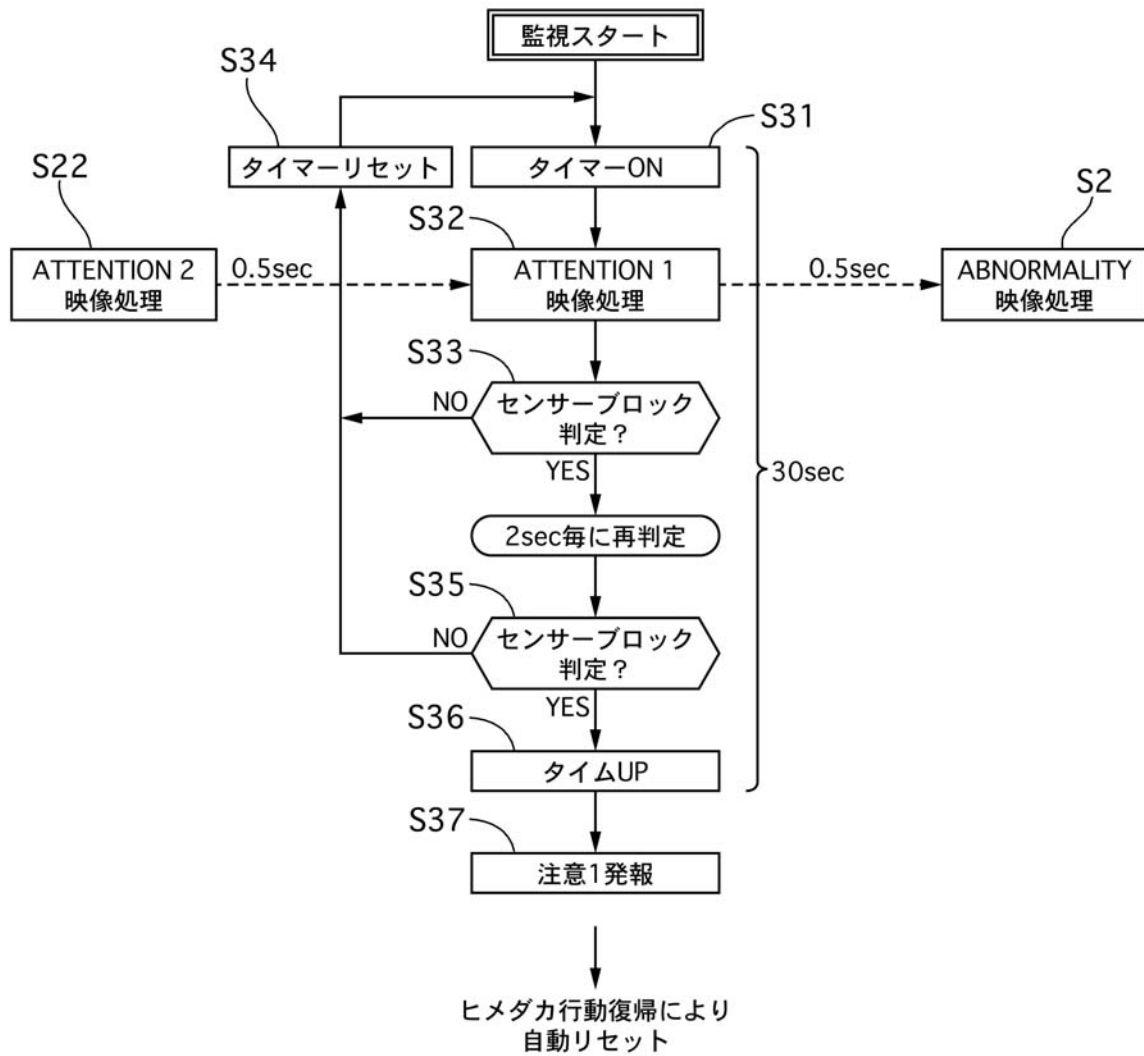 監視スタート
S34
S31
タイマーリセット
タイマーON
S22
S32
S2
ATTENTION 2
映像処理
0.5sec
ATTENTION 1
映像処理
0.5sec
ABNORMALITY
映像処理
S33
NO
センサーブロック
判定？
YES
30sec
2sec毎に再判定
S35
NO
センサーブロック
判定？
YES
S36
タイムUP
S37
注意1発報
ヒメダカ行動復帰により
自動リセット